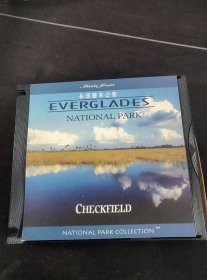 Music from
EVERGLADES
NATIONAL PARK
CHECKFIELD
NATIONAL PARK COLLECTION™